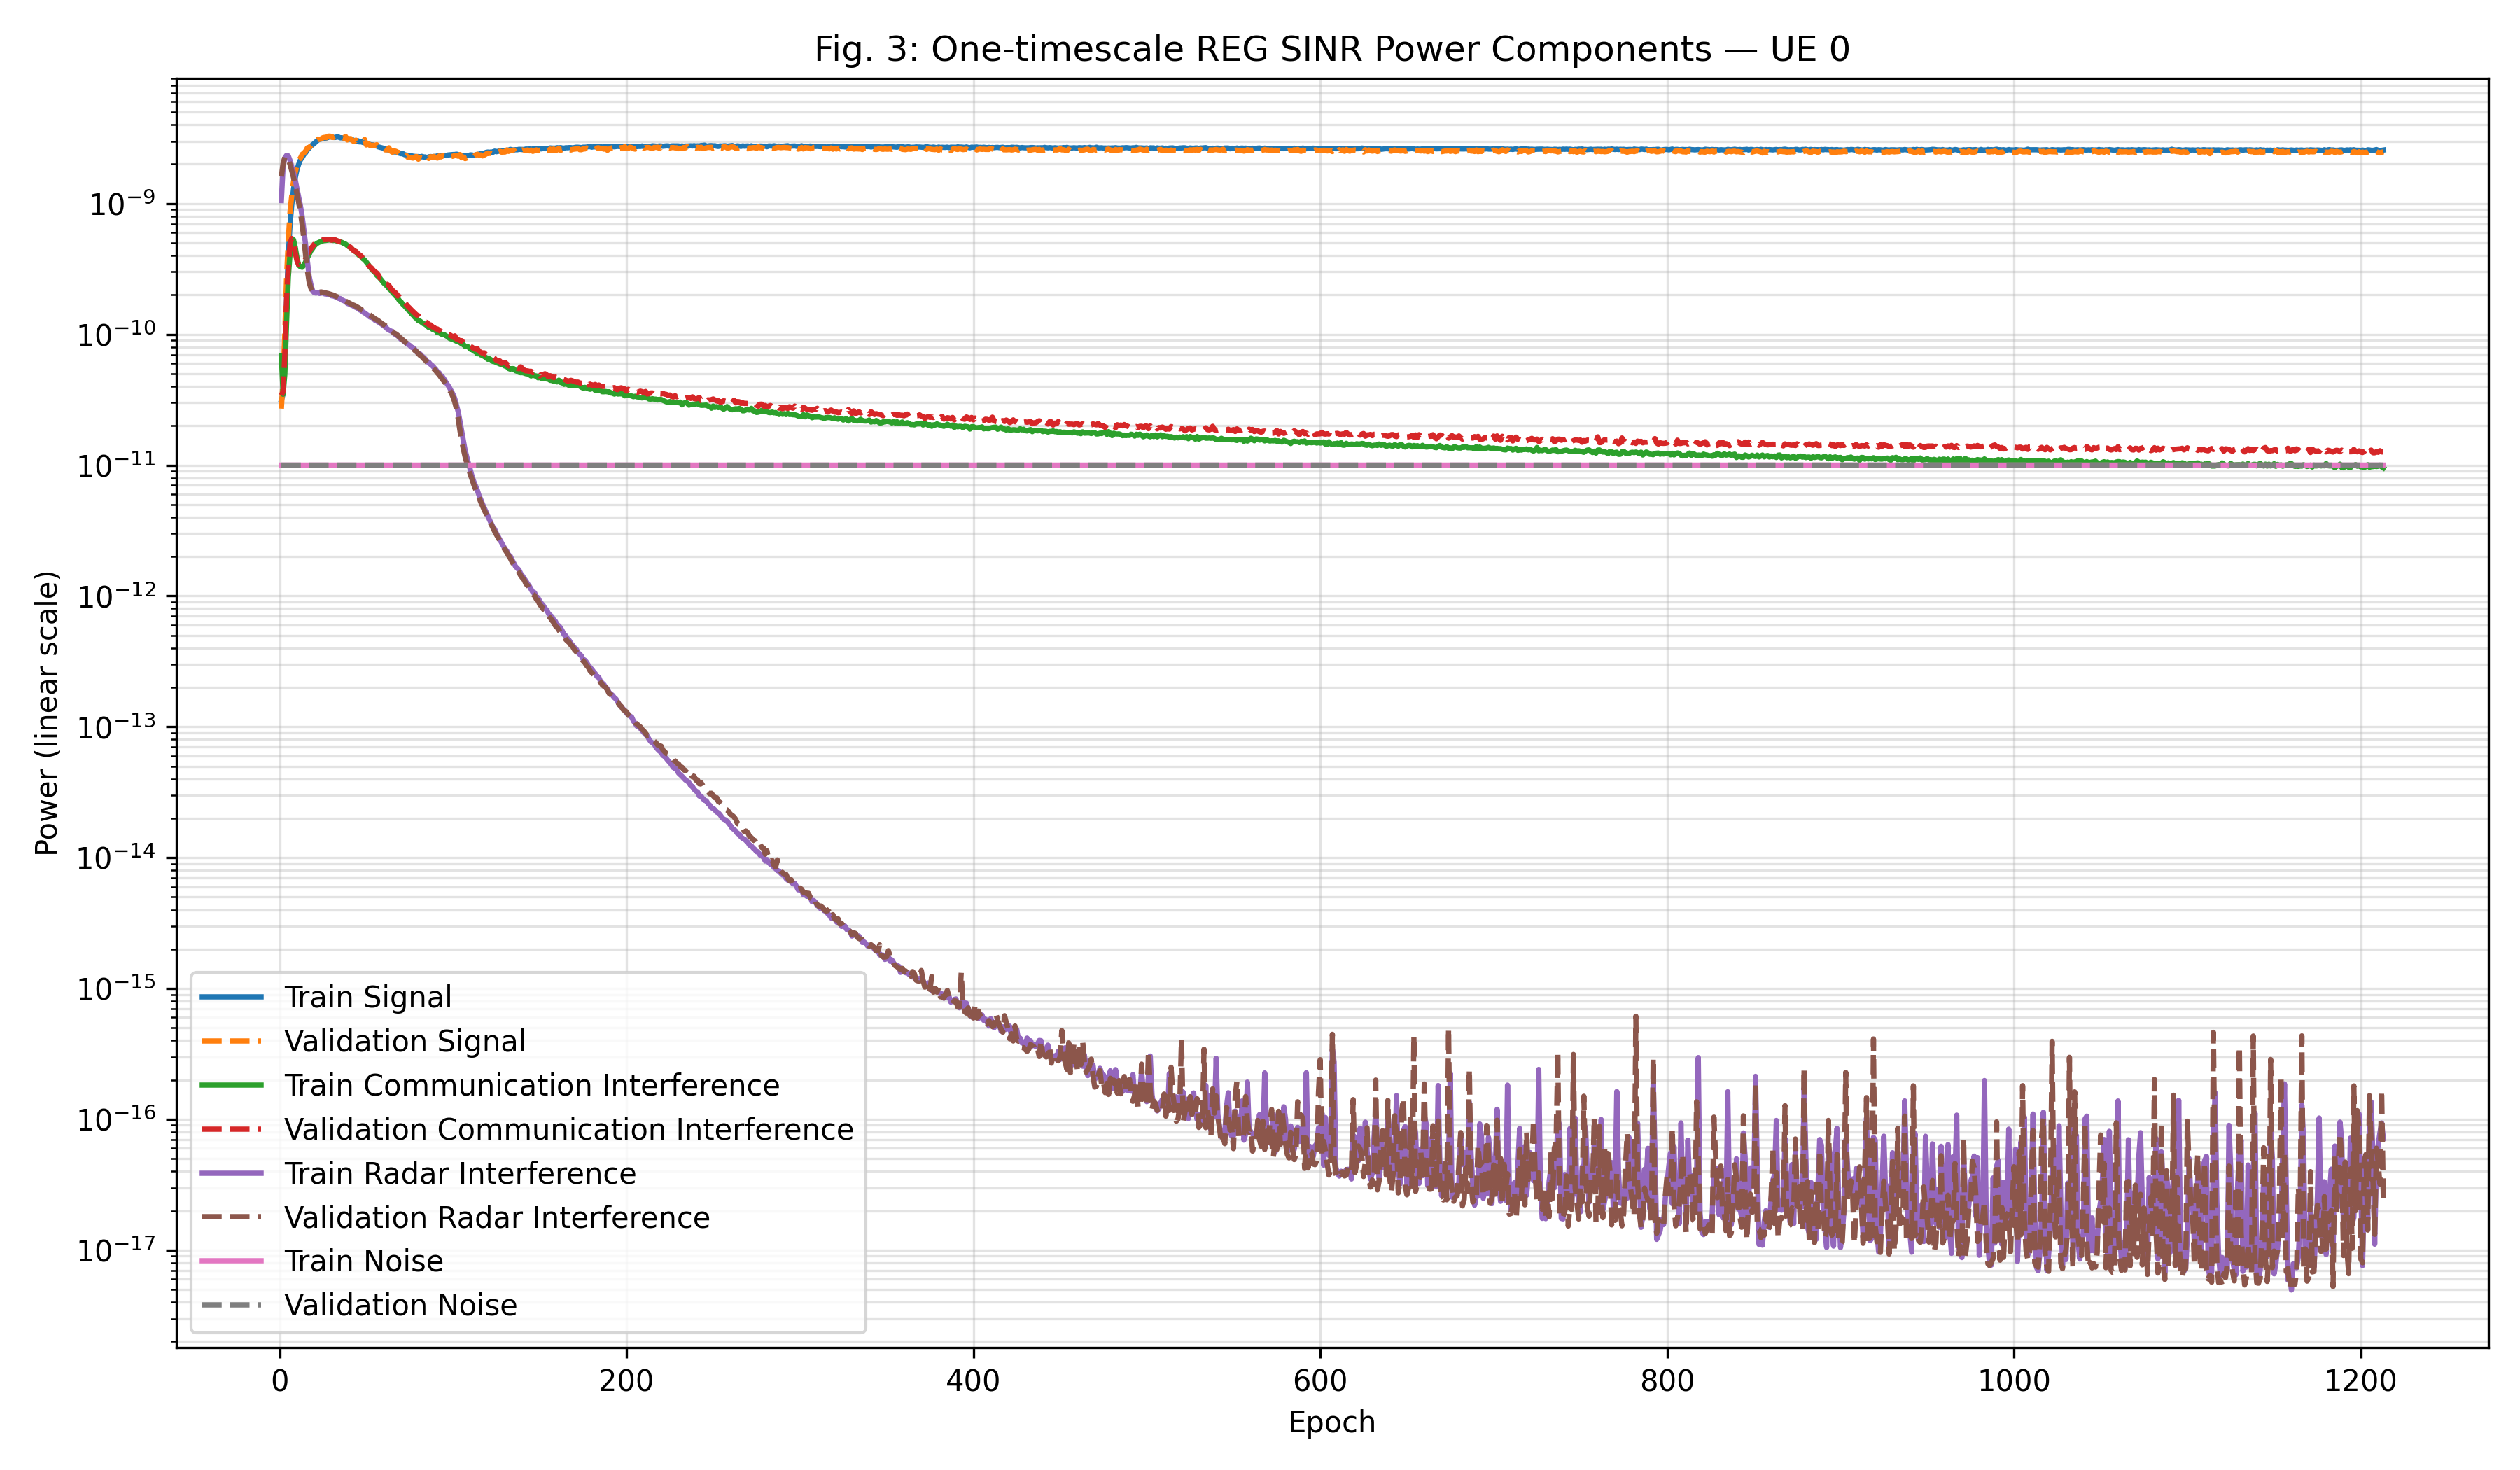 Fig. 3: One-timescale REG SINR Power Components — UE 0
Power (linear scale)
10⁻⁹
10⁻¹⁰
10⁻¹¹
10⁻¹²
10⁻¹³
10⁻¹⁴
10⁻¹⁵
10⁻¹⁶
10⁻¹⁷
Train Signal
Validation Signal
Train Communication Interference
Validation Communication Interference
Train Radar Interference
Validation Radar Interference
Train Noise
Validation Noise
0 200 400 600 800 1000 1200
Epoch